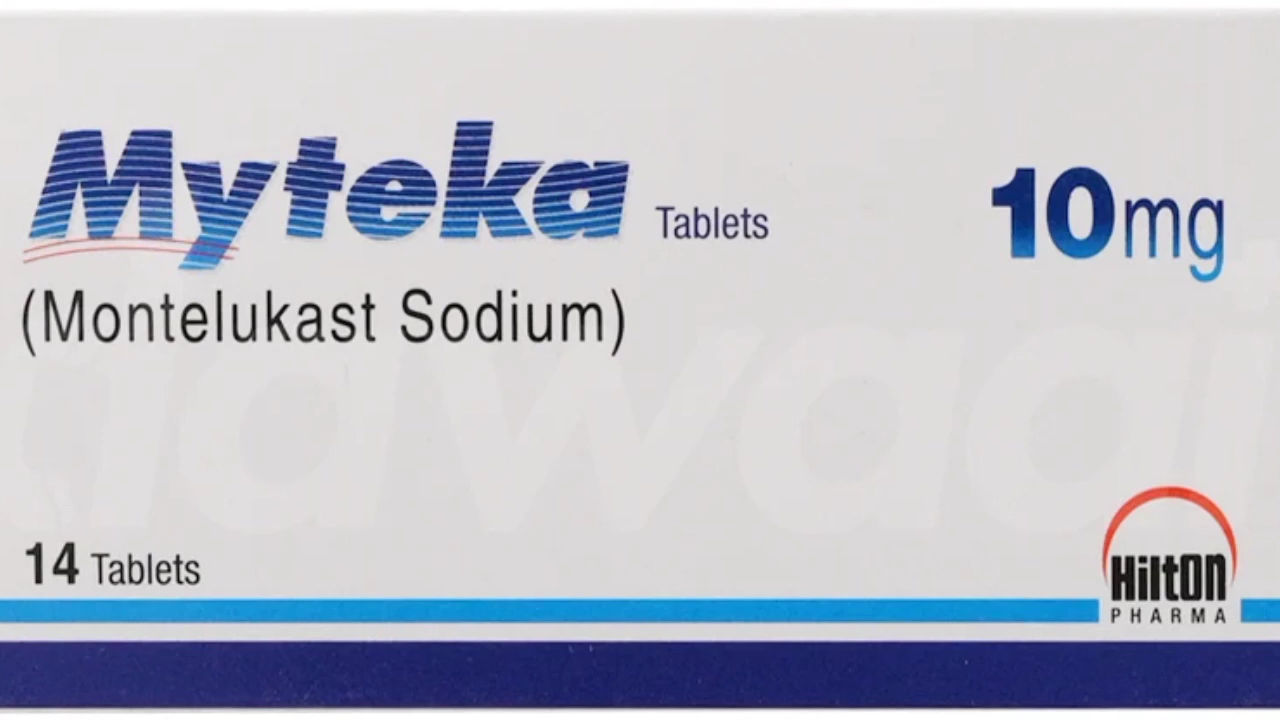 Myteka Tablets 10mg
(Montelukast Sodium)
14 Tablets
HiltON
PHARMA